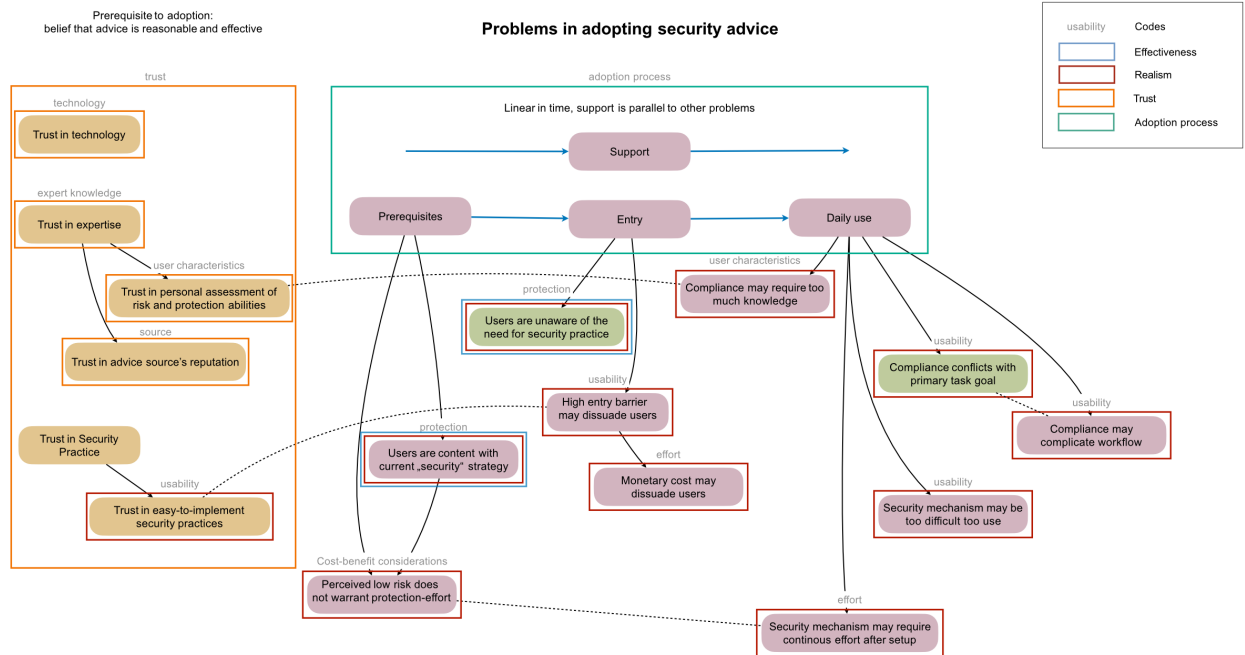 Prerequisite to adoption:
belief that advice is reasonable and effective
Problems in adopting security advice
usability
Codes
Effectiveness
Realism
Trust
Adoption process
trust
adoption process
technology
Trust in technology
Linear in time, support is parallel to other problems
Support
expert knowledge
Trust in expertise
Prerequisites
Entry
Daily use
user characteristics
Trust in personal assessment of
risk and protection abilities
user characteristics
Compliance may require too
much knowledge
protection
Users are unaware of the
need for security practice
source
Trust in advice source's reputation
usability
Compliance conflicts with
primary task goal
usability
High entry barrier
may dissuade users
usability
Compliance may
complicate workflow
Trust in Security
Practice
protection
Users are content with
current „security“ strategy
effort
Monetary cost may
dissuade users
usability
Trust in easy-to-implement
security practices
usability
Security mechanism may be
too difficult too use
Cost-benefit considerations
Perceived low risk does
not warrant protection-effort
effort
Security mechanism may require
continous effort after setup